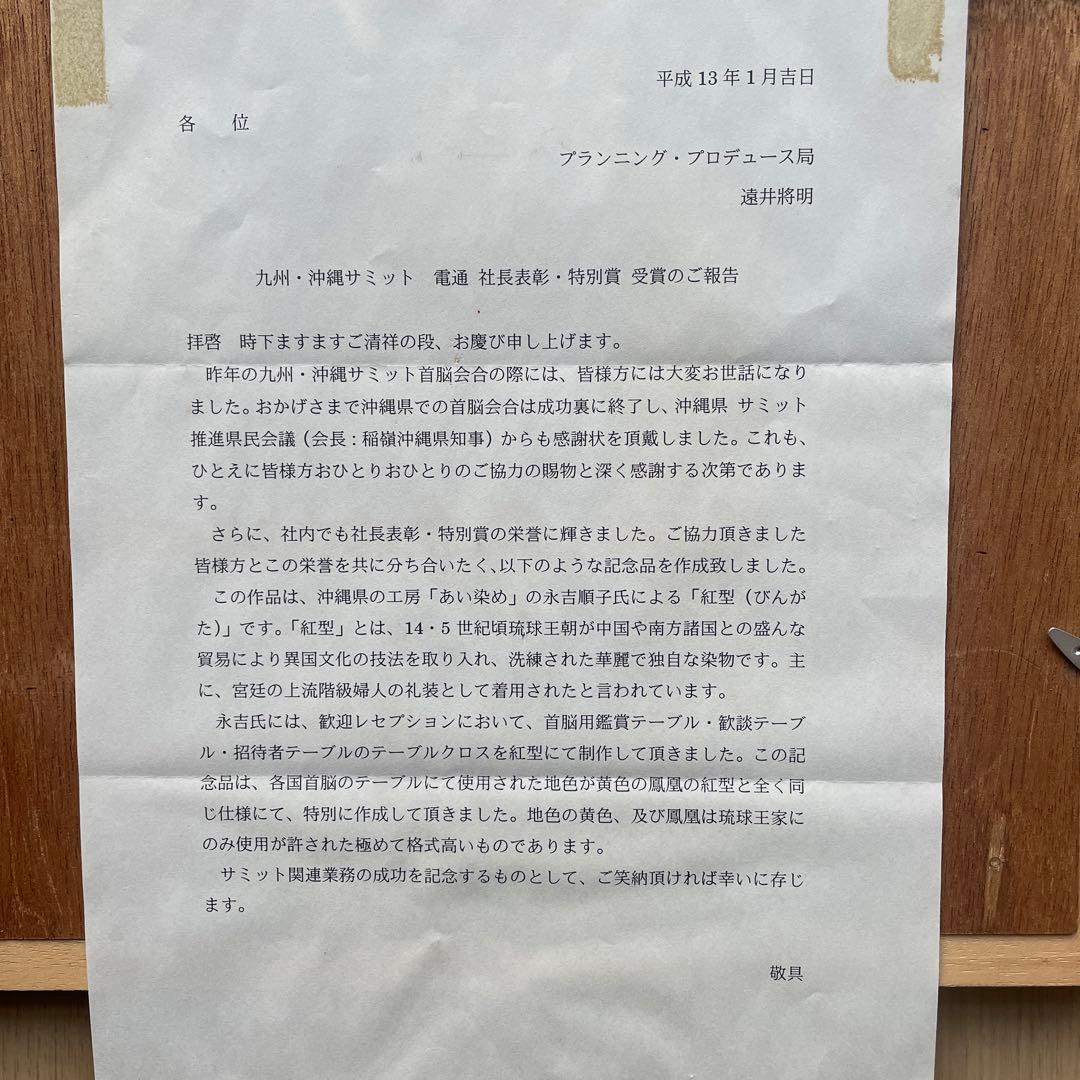 平成 13 年 1 月吉日
各　位
プランニング・プロデュース局
遠井將明
九州・沖縄サミット　電通 社長表彰・特別賞 受賞のご報告
拝啓　時下ますますご清祥の段、お慶び申し上げます。
昨年の九州・沖縄サミット首脳会合の際には、皆様方には大変お世話になり
ました。おかげさまで沖縄県での首脳会合は成功裏に終了し、沖縄県 サミット
推進県民会議（会長：稲嶺沖縄県知事）からも感謝状を頂戴しました。これも、
ひとえに皆様方おひとりおひとりのご協力の賜物と深く感謝する次第でありま
す。
さらに、社内でも社長表彰・特別賞の栄誉に輝きました。ご協力頂きました
皆様方とこの栄誉を共に分ち合いたく、以下のような記念品を作成致しました。
この作品は、沖縄県の工房「あい染め」の永吉順子氏による「紅型（びんが
た）」です。「紅型」とは、14・5 世紀頃琉球王朝が中国や南方諸国との盛んな
貿易により異国文化の技法を取り入れ、洗練された華麗で独自な染物です。主
に、宮廷の上流階級婦人の礼装として着用されたと言われています。
永吉氏には、歓迎レセプションにおいて、首脳用鑑賞テーブル・歓談テーブ
ル・招待者テーブルのテーブルクロスを紅型にて制作して頂きました。この記
念品は、各国首脳のテーブルにて使用された地色が黄色の鳳凰の紅型と全く同
じ仕様にて、特別に作成して頂きました。地色の黄色、及び鳳凰は琉球王家に
のみ使用が許された極めて格式高いものであります。
サミット関連業務の成功を記念するものとして、ご笑納頂ければ幸いに存じ
ます。
敬具